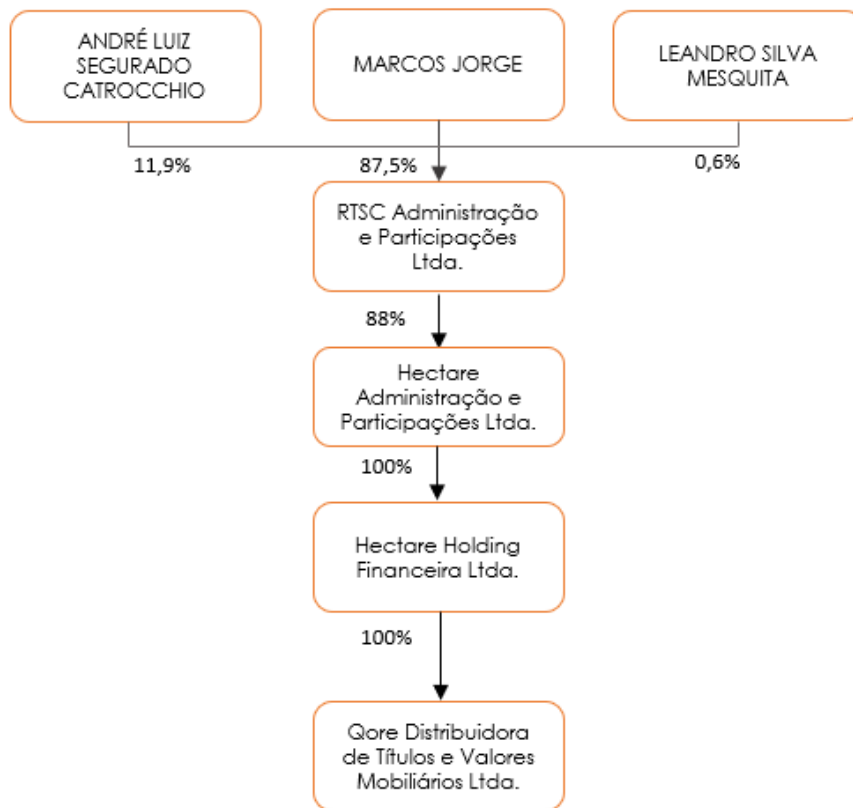 ANDRÉ LUIZ
SEGURADO
CATROCCHIO
MARCOS JORGE
LEANDRO SILVA
MESQUITA
11,9%
87,5%
0,6%
RTSC Administração
e Participações
Ltda.
88%
Hectare
Administração e
Participações Ltda.
100%
Hectare Holding
Financeira Ltda.
100%
Qore Distribuidora
de Títulos e Valores
Mobiliários Ltda.